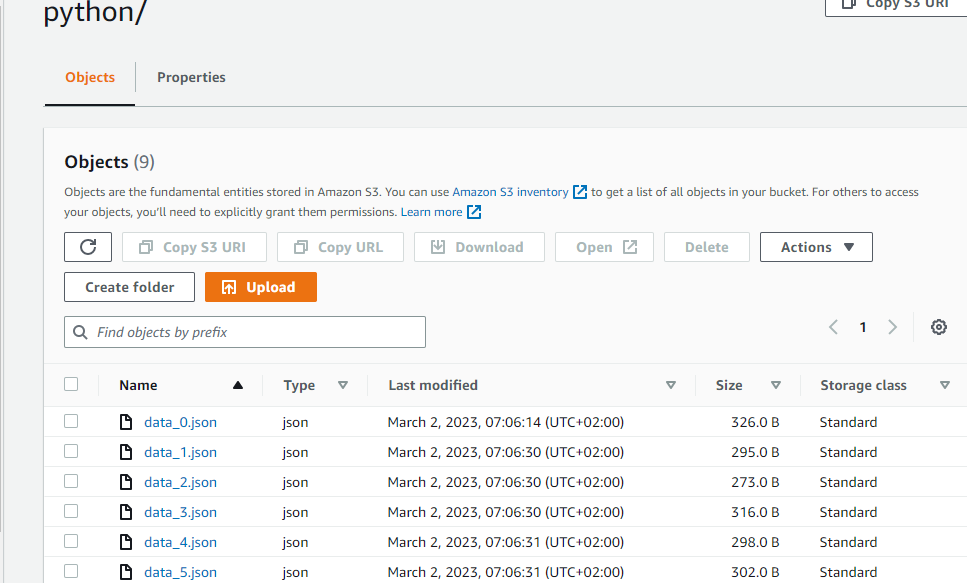 python/
Copy S3 URI
Objects
Properties
Objects (9)
Objects are the fundamental entities stored in Amazon S3. You can use Amazon S3 inventory to get a list of all objects in your bucket. For others to access
your objects, you'll need to explicitly grant them permissions. Learn more
Copy S3 URI
Copy URL
Download
Open
Delete
Actions
Create folder
Upload
Find objects by prefix
1
Name Type Last modified Size Storage class
data_0.json json March 2, 2023, 07:06:14 (UTC+02:00) 326.0 B Standard
data_1.json json March 2, 2023, 07:06:30 (UTC+02:00) 295.0 B Standard
data_2.json json March 2, 2023, 07:06:30 (UTC+02:00) 273.0 B Standard
data_3.json json March 2, 2023, 07:06:30 (UTC+02:00) 316.0 B Standard
data_4.json json March 2, 2023, 07:06:31 (UTC+02:00) 298.0 B Standard
data_5.json json March 2, 2023, 07:06:31 (UTC+02:00) 302.0 B Standard